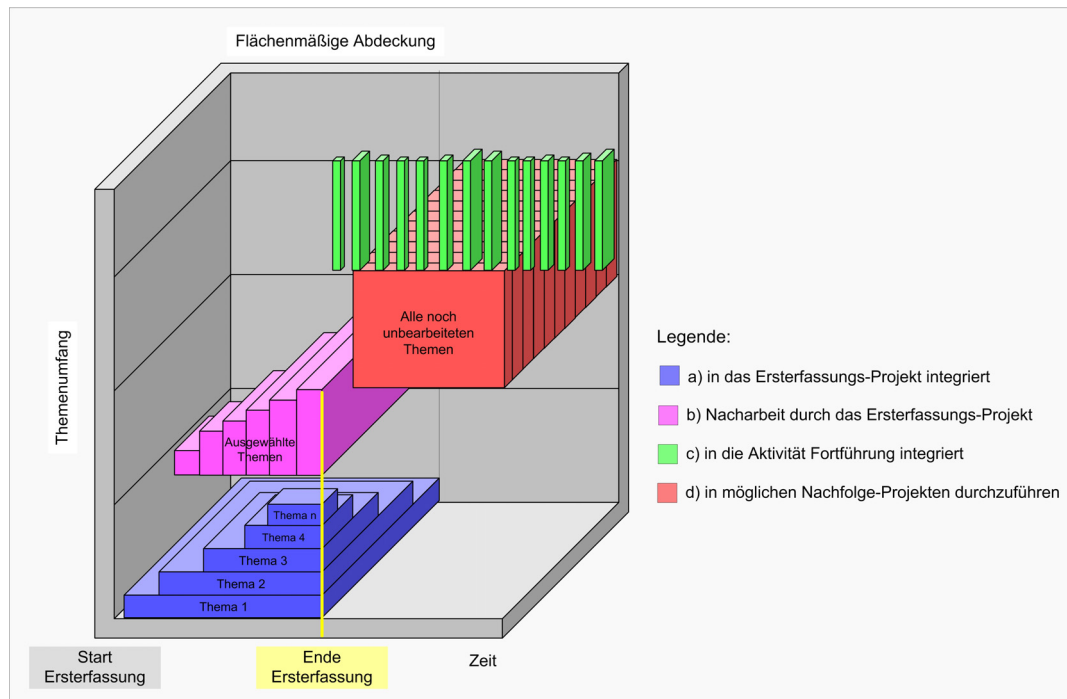 Flächenmäßige Abdeckung
Themenumfang
Alle noch
unbearbeiteten
Themen
Ausgewählte
Themen
Thema n
Thema 4
Thema 3
Thema 2
Thema 1
Start
Ersterfassung
Ende
Ersterfassung
Zeit
Legende:
a) in das Ersterfassungs-Projekt integriert
b) Nacharbeit durch das Ersterfassungs-Projekt
c) in die Aktivität Fortführung integriert
d) in möglichen Nachfolge-Projekten durchzuführen